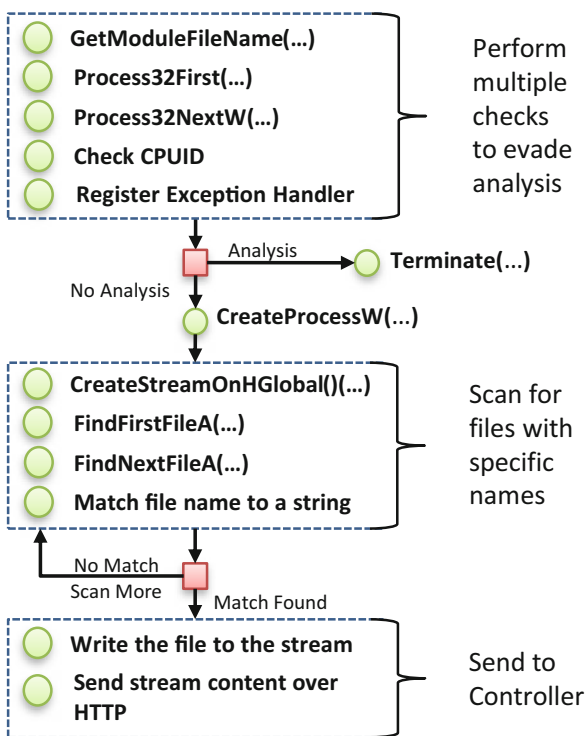 GetModuleFileName(...)
Process32First(...)
Process32NextW(...)
Check CPUID
Register Exception Handler
Perform
multiple
checks
to evade
analysis
Analysis
Terminate(...)
No Analysis
CreateProcessW(...)
CreateStreamOnHGlobal()(...)
FindFirstFileA(...)
FindNextFileA(...)
Match file name to a string
Scan for
files with
specific
names
No Match
Scan More
Match Found
Write the file to the stream
Send stream content over
HTTP
Send to
Controller